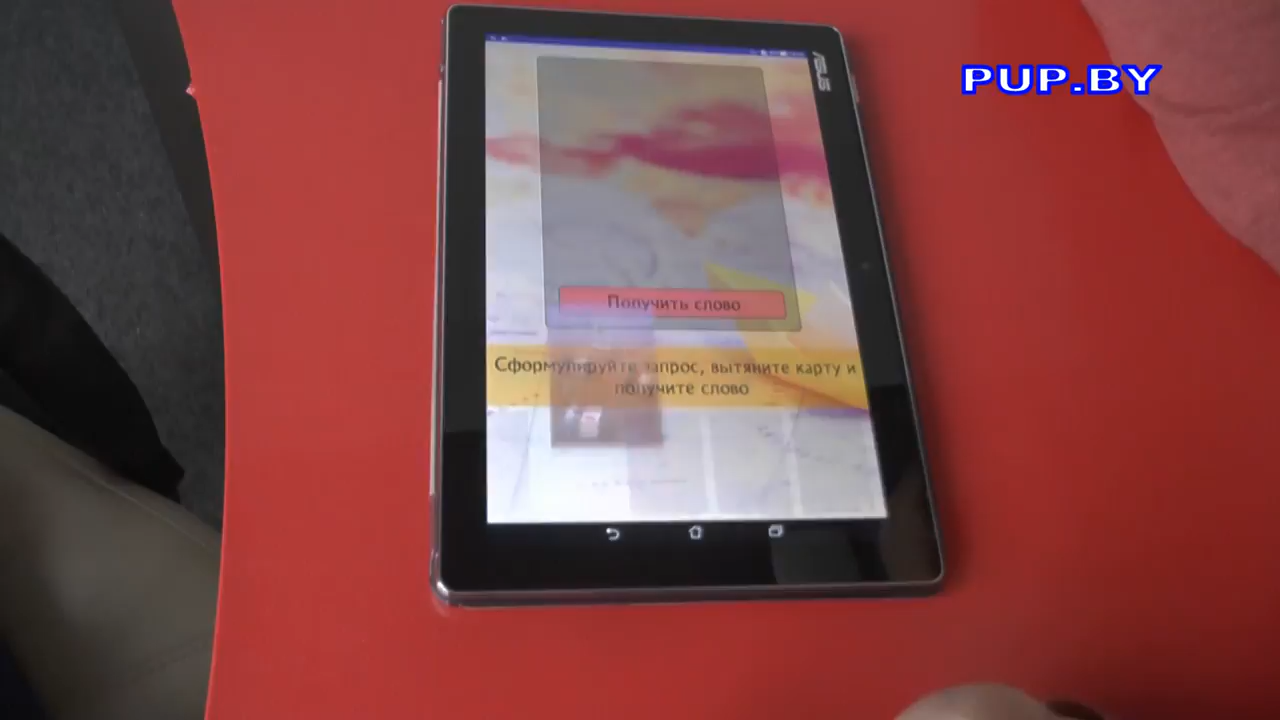 PUP.BY
ASUS
Получить слово
Сформулируйте запрос, вытяните карту и
получите слово